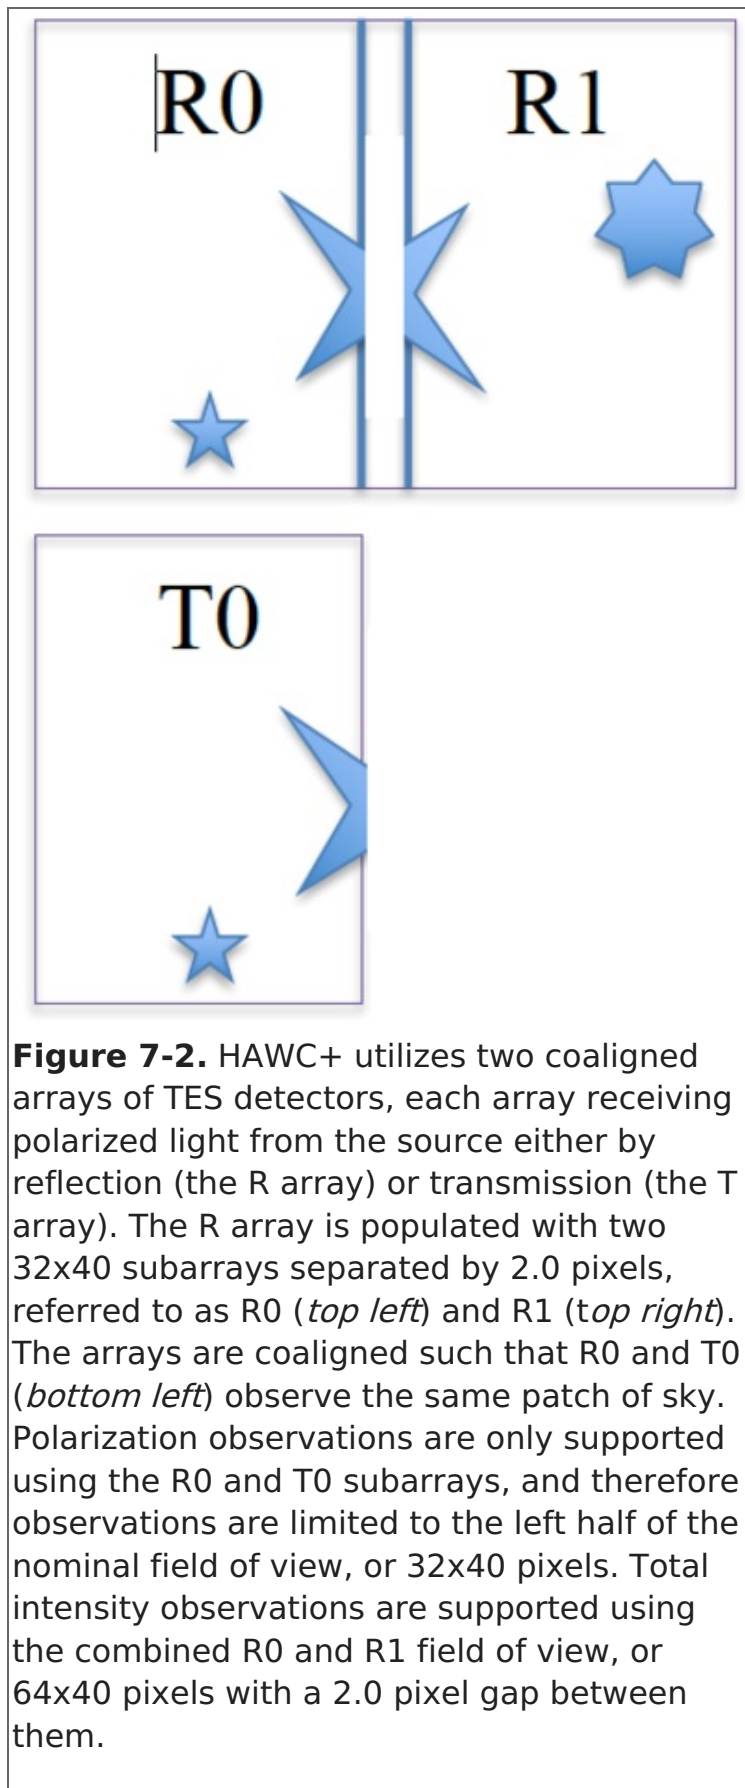 R0 R1
T0
Figure 7-2. HAWC+ utilizes two coaligned
arrays of TES detectors, each array receiving
polarized light from the source either by
reflection (the R array) or transmission (the T
array). The R array is populated with two
32x40 subarrays separated by 2.0 pixels,
referred to as R0 (top left) and R1 (top right).
The arrays are coaligned such that R0 and T0
(bottom left) observe the same patch of sky.
Polarization observations are only supported
using the R0 and T0 subarrays, and therefore
observations are limited to the left half of the
nominal field of view, or 32x40 pixels. Total
intensity observations are supported using
the combined R0 and R1 field of view, or
64x40 pixels with a 2.0 pixel gap between
them.